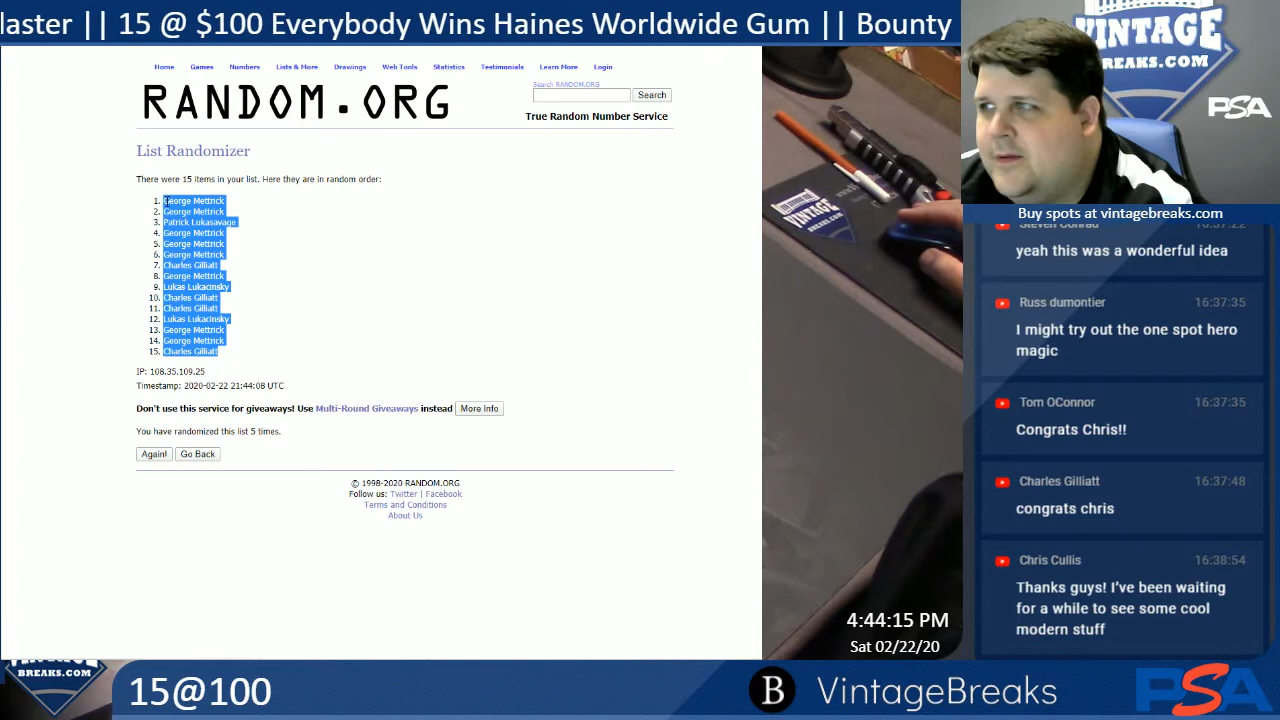 laster || 15 @ $100 Everybody Wins Haines Worldwide Gum || Bounty
Home Games Numbers Lists & More Drawings Web Tools Statistics Testimonials Learn More Login
RANDOM.ORG
Search RANDOM.ORG
Search
True Random Number Service
List Randomizer
There were 15 items in your list. Here they are in random order:
1. George Mettrick
2. George Mettrick
3. Patrick Lukasavage
4. George Mettrick
5. George Mettrick
6. George Mettrick
7. Charles Gilliatt
8. George Mettrick
9. Lukas Lukacinsky
10. Charles Gilliatt
11. Charles Gilliatt
12. Lukas Lukacinsky
13. George Mettrick
14. George Mettrick
15. Charles Gilliatt
IP: 108.35.109.25
Timestamp: 2020-02-22 21:44:08 UTC
Don't use this service for giveaways! Use Multi-Round Giveaways instead More Info
You have randomized this list 5 times.
Again! Go Back
© 1998-2020 RANDOM.ORG
Follow us: Twitter | Facebook
Terms and Conditions
About Us
VINTAGE
BREAKS.COM
PSA
VINTAGE
BREAKS.COM
Buy spots at vintagebreaks.com
Steven Conrad 16:37:22
yeah this was a wonderful idea
Russ dumontier 16:37:35
I might try out the one spot hero
magic
Tom OConnor 16:37:35
Congrats Chris!!
Charles Gilliatt 16:37:48
congrats chris
Chris Cullis 16:38:54
Thanks guys! I've been waiting
for a while to see some cool
modern stuff
4:44:15 PM
Sat 02/22/20
VINTAGE
BREAKS.COM
15@100
B VintageBreaks
PSA